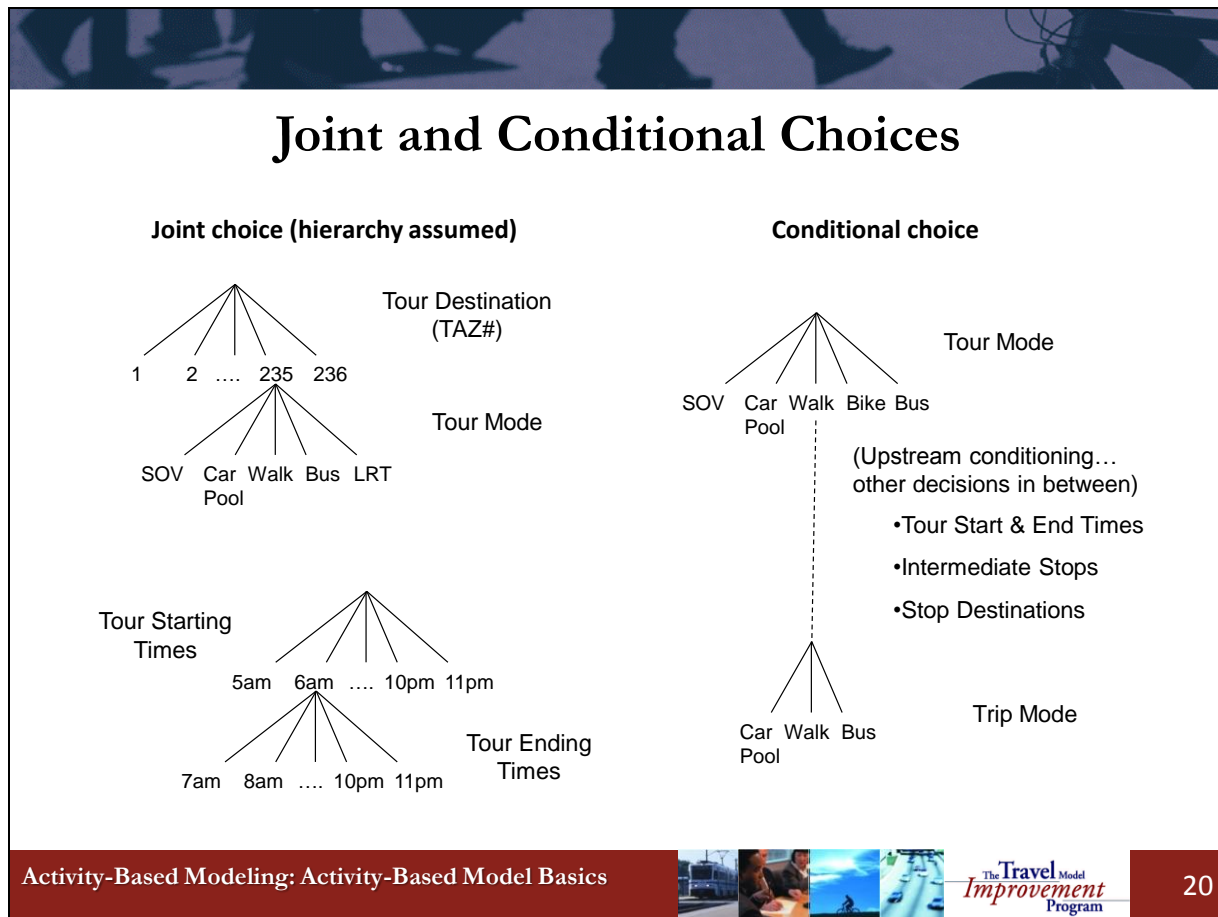 Joint and Conditional Choices
Joint choice (hierarchy assumed)
Tour Destination
(TAZ#)
1 2 .... 235 236
Tour Mode
SOV Car Walk Bus LRT
Pool
Tour Starting
Times
5am 6am .... 10pm 11pm
Tour Ending
Times
7am 8am .... 10pm 11pm
Conditional choice
Tour Mode
SOV Car Walk Bike Bus
Pool
(Upstream conditioning…
other decisions in between)
•Tour Start & End Times
•Intermediate Stops
•Stop Destinations
Trip Mode
Car Walk Bus
Pool
Activity-Based Modeling: Activity-Based Model Basics
The Travel Model
Improvement
Program
20